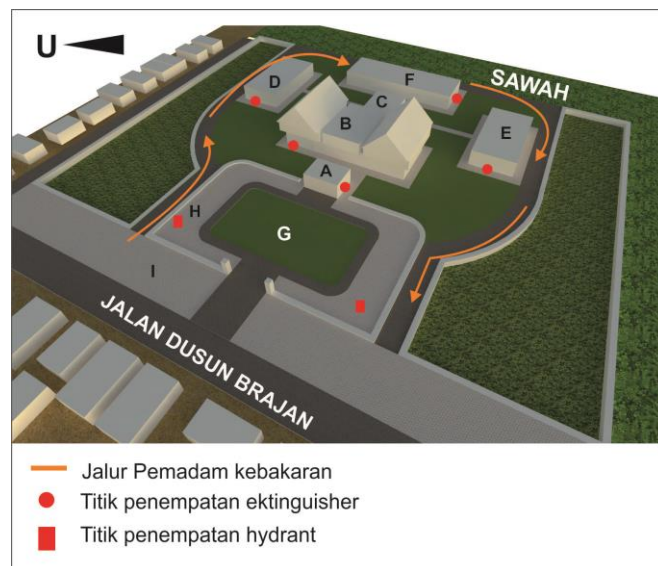 U
SAWAH
D
F
C
B
E
A
H
G
I
JALAN DUSUN BRAJAN
Jalur Pemadam kebakaran
Titik penempatan ektinguisher
Titik penempatan hydrant